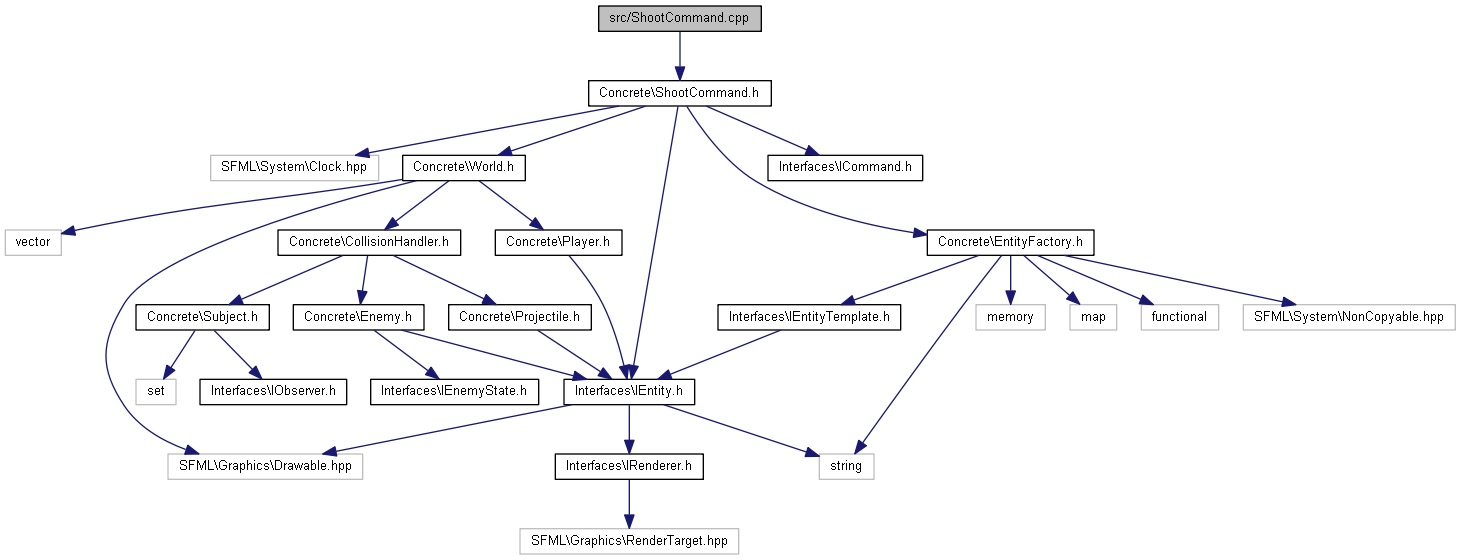 src/ShootCommand.cpp
Concrete\ShootCommand.h
SFML\System\Clock.hpp
Concrete\World.h
Interfaces\ICommand.h
vector
Concrete\CollisionHandler.h
Concrete\Player.h
Concrete\EntityFactory.h
Concrete\Subject.h
Concrete\Enemy.h
Concrete\Projectile.h
Interfaces\IEntityTemplate.h
memory
map
functional
SFML\System\NonCopyable.hpp
set
Interfaces\IObserver.h
Interfaces\IEnemyState.h
Interfaces\IEntity.h
SFML\Graphics\Drawable.hpp
Interfaces\IRenderer.h
string
SFML\Graphics\RenderTarget.hpp